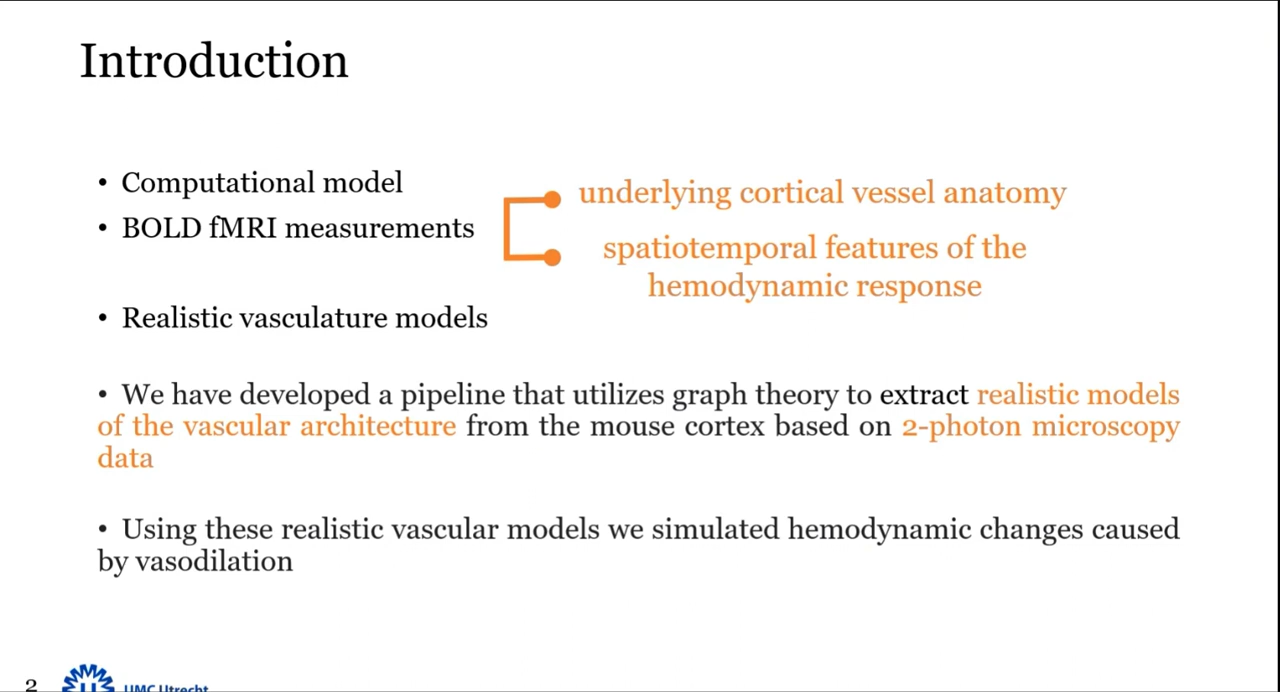 Introduction
• Computational model
• BOLD fMRI measurements
underlying cortical vessel anatomy
spatiotemporal features of the
hemodynamic response
• Realistic vasculature models
• We have developed a pipeline that utilizes graph theory to extract realistic models
of the vascular architecture from the mouse cortex based on 2-photon microscopy
data
• Using these realistic vascular models we simulated hemodynamic changes caused
by vasodilation
2
UMC Utrecht